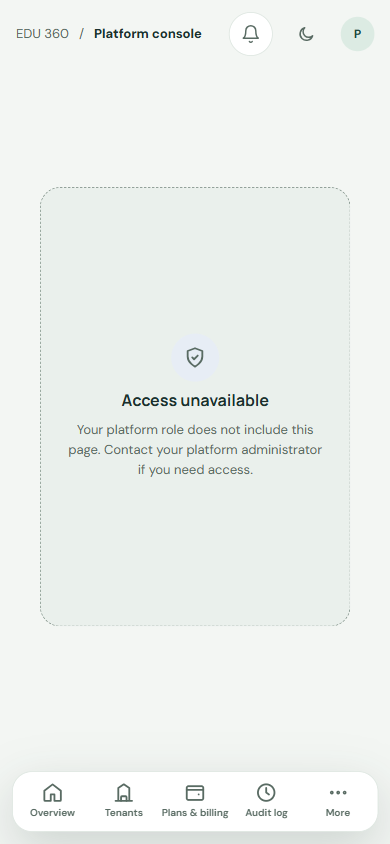 EDU 360 / Platform console P
Access unavailable
Your platform role does not include this
page. Contact your platform administrator
if you need access.
Overview Tenants Plans & billing Audit log More